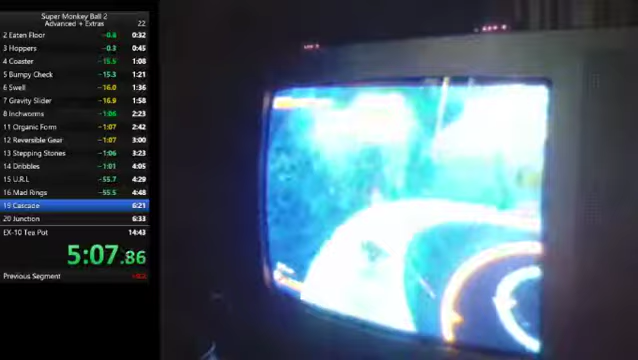 Super Monkey Ball 2
Advanced + Extras 22
2 Eaten Floor -0.8 0:32
3 Hoppers -0.3 0:45
4 Coaster -15.5 1:08
5 Bumpy Check -15.3 1:21
6 Swell -16.0 1:36
7 Gravity Slider -16.9 1:58
8 Inchworms -1:06 2:23
11 Organic Form -1:07 2:42
12 Reversible Gear -1:07 3:00
13 Stepping Stones -1:06 3:23
14 Dribbles -1:01 4:05
15 U.R.L -55.7 4:29
16 Mad Rings -55.5 4:48
19 Cascade 6:21
20 Junction 6:33
EX-10 Tea Pot 14:43
5:07.86
Previous Segment